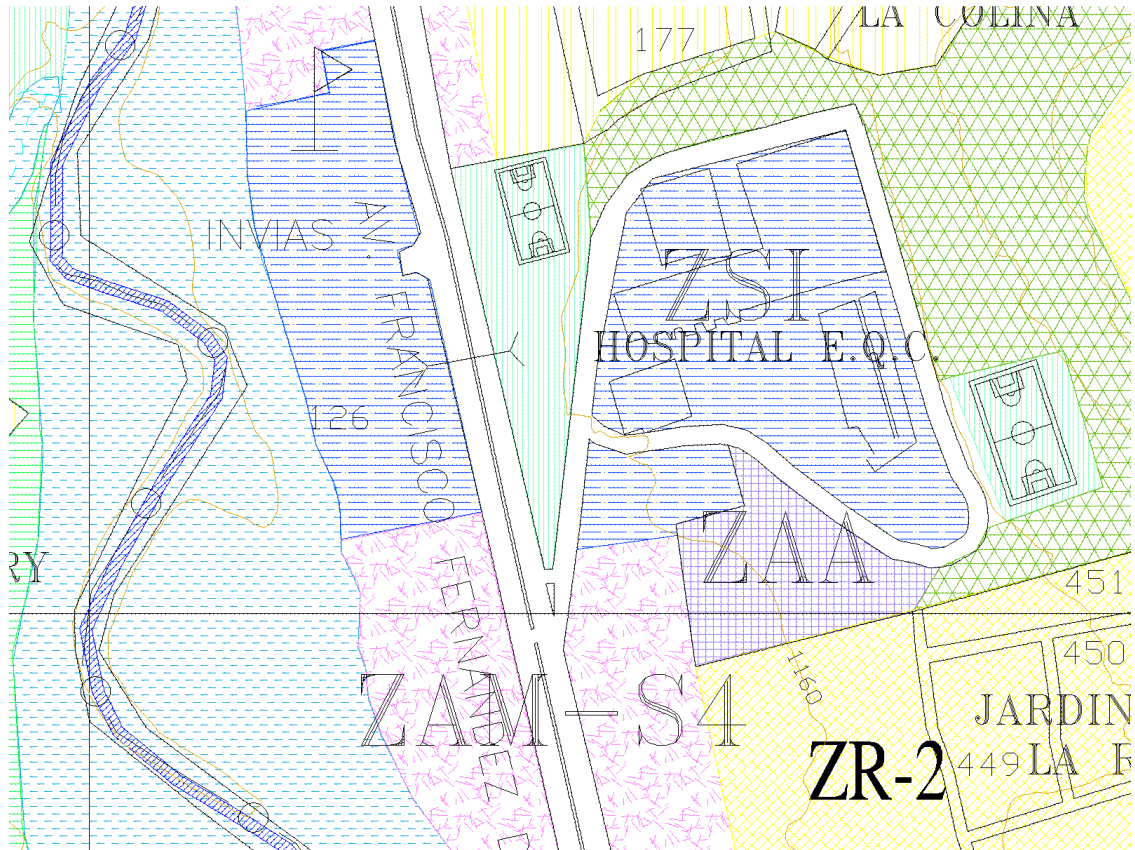 LA COLINA
177
INVIAS
AV. FRANCISCO FERNANDEZ D
ZSI
HOSPITAL E.Q.C.
126
ZAA
RY
451
450
1160
ZAM-S4
JARDIN
ZR-2
449
LA R